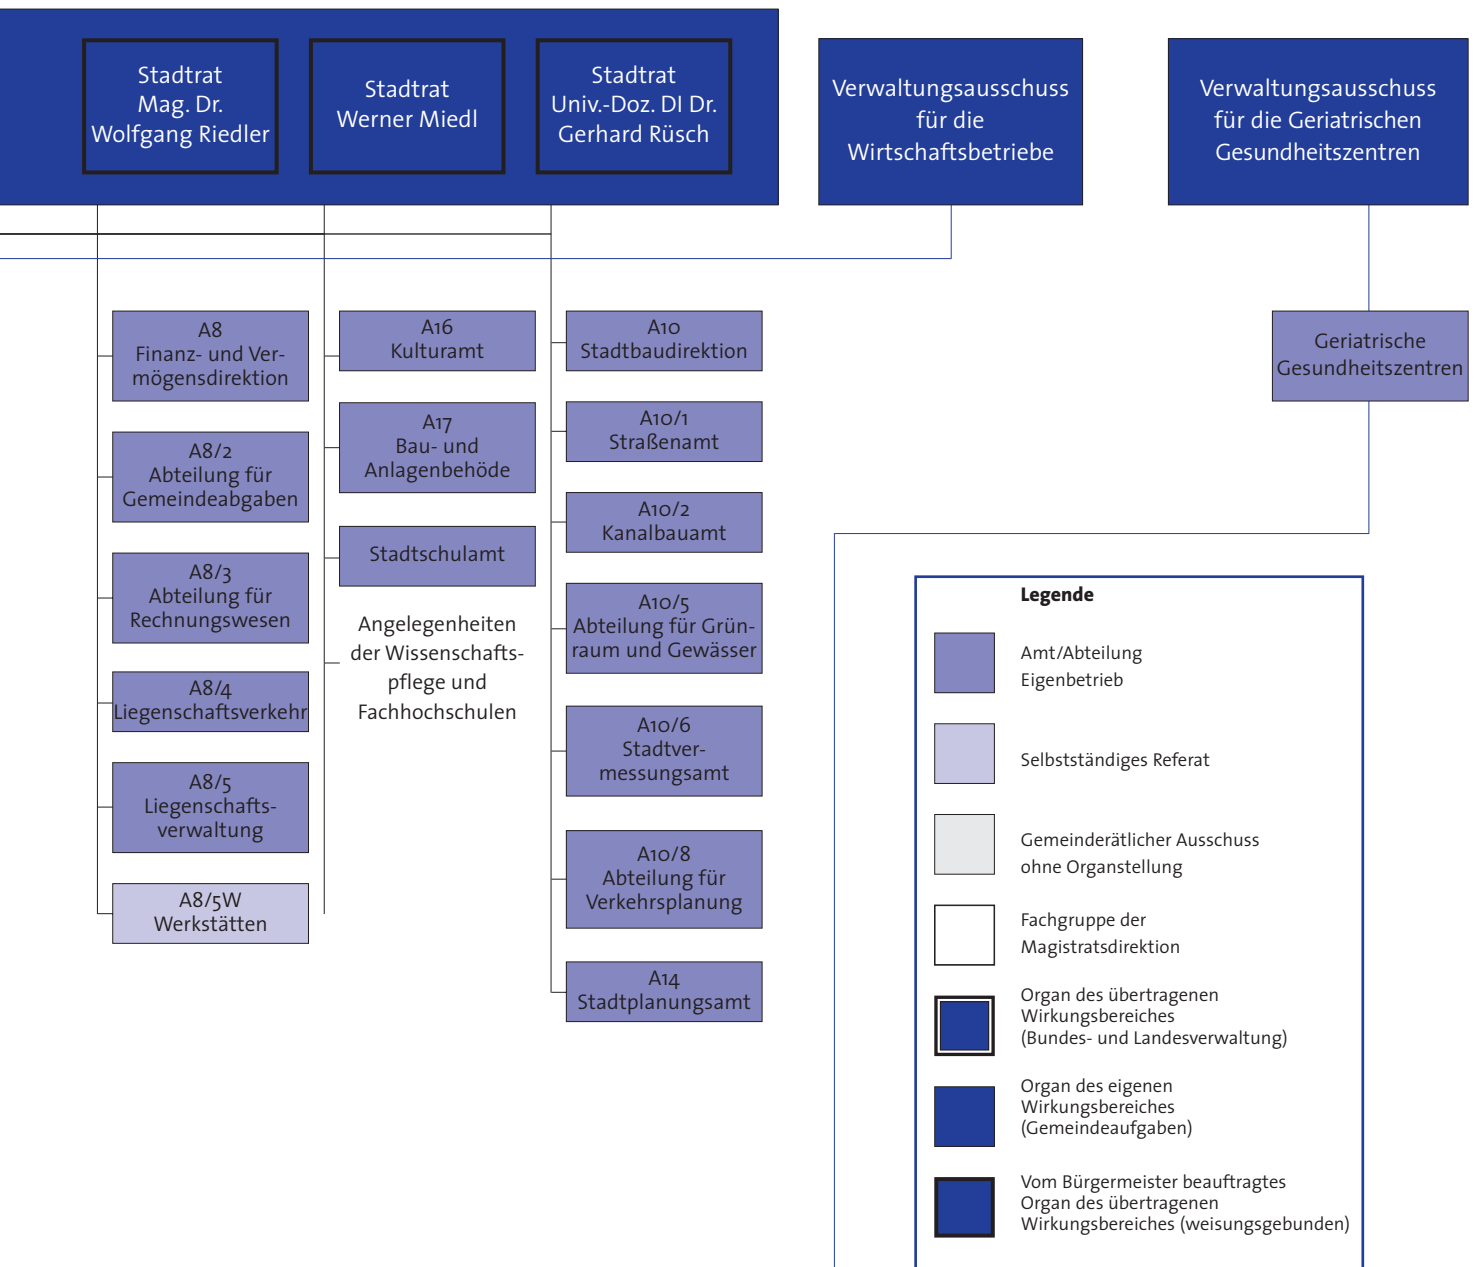 Stadtrat
Mag. Dr.
Wolfgang Riedler
Stadtrat
Werner Miedl
Stadtrat
Univ.-Doz. DI Dr.
Gerhard Rüsch
Verwaltungsausschuss
für die
Wirtschaftsbetriebe
Verwaltungsausschuss
für die Geriatrischen
Gesundheitszentren
A8
Finanz- und Ver-
mögensdirektion
A8/2
Abteilung für
Gemeindeabgaben
A8/3
Abteilung für
Rechnungswesen
A8/4
Liegenschaftsverkehr
A8/5
Liegenschafts-
verwaltung
A8/5W
Werkstätten
A16
Kulturamt
A17
Bau- und
Anlagenbehöde
Stadtschulamt
Angelegenheiten
der Wissenschafts-
pflege und
Fachhochschulen
A10
Stadtbaudirektion
A10/1
Straßenamt
A10/2
Kanalbauamt
A10/5
Abteilung für Grün-
raum und Gewässer
A10/6
Stadtver-
messungsamt
A10/8
Abteilung für
Verkehrsplanung
A14
Stadtplanungsamt
Geriatrische
Gesundheitszentren
Legende
Amt/Abteilung
Eigenbetrieb
Selbstständiges Referat
Gemeinderätlicher Ausschuss
ohne Organstellung
Fachgruppe der
Magistratsdirektion
Organ des übertragenen
Wirkungsbereiches
(Bundes- und Landesverwaltung)
Organ des eigenen
Wirkungsbereiches
(Gemeindeaufgaben)
Vom Bürgermeister beauftragtes
Organ des übertragenen
Wirkungsbereiches (weisungsgebunden)